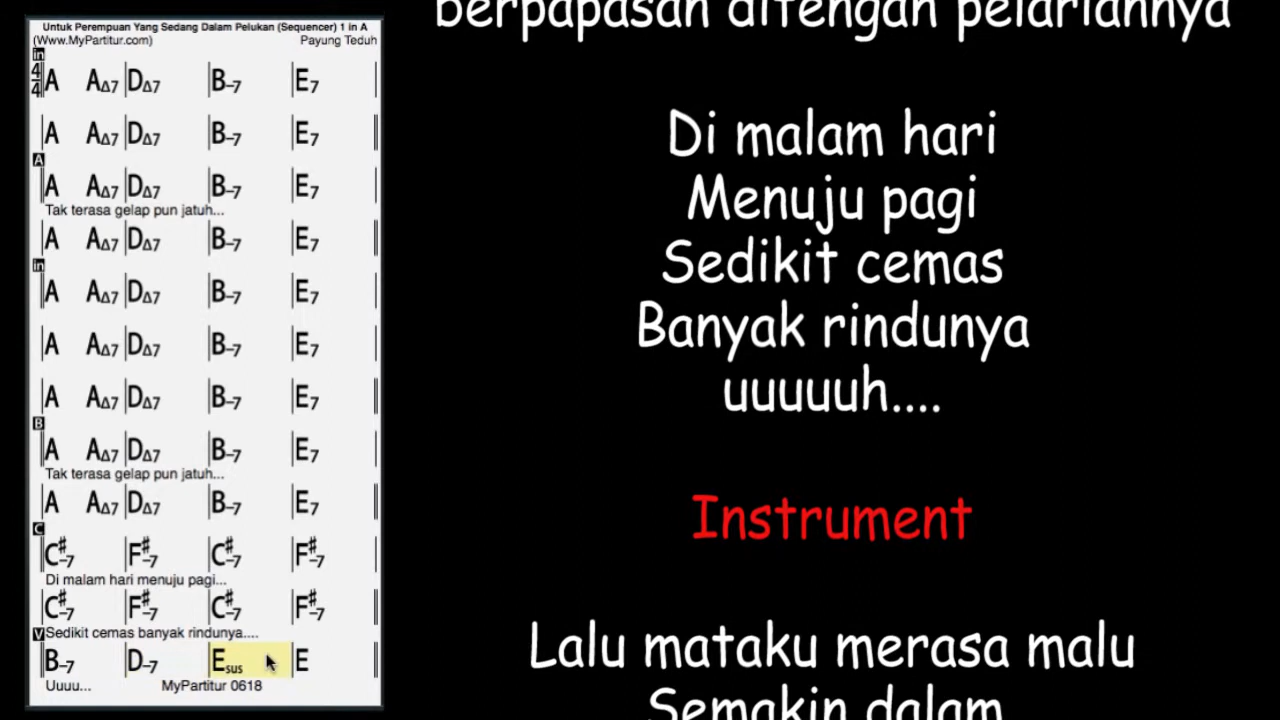 Untuk Perempuan Yang Sedang Dalam Pelukan (Sequencer) 1 in A
(Www.MyPartitur.com) Payung Teduh
in
4/4 A AΔ7 DΔ7 B–7 E7
A AΔ7 DΔ7 B–7 E7
A
A AΔ7 DΔ7 B–7 E7
Tak terasa gelap pun jatuh...
A AΔ7 DΔ7 B–7 E7
in
A AΔ7 DΔ7 B–7 E7
A AΔ7 DΔ7 B–7 E7
A AΔ7 DΔ7 B–7 E7
B
A AΔ7 DΔ7 B–7 E7
Tak terasa gelap pun jatuh...
A AΔ7 DΔ7 B–7 E7
C
C♯–7 F♯–7 C♯–7 F♯–7
Di malam hari menuju pagi...
C♯–7 F♯–7 C♯–7 F♯–7
V Sedikit cemas banyak rindunya....
B–7 D–7 Esus E
Uuuu... MyPartitur 0618
berpapasan ditengah pelariannya
Di malam hari
Menuju pagi
Sedikit cemas
Banyak rindunya
uuuuuh....
Instrument
Lalu mataku merasa malu
Semakin dalam